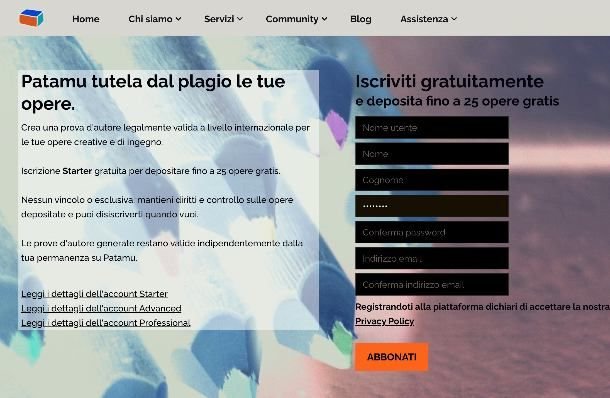 Home Chi siamo Servizi Community Blog Assistenza
Patamu tutela dal plagio le tue
opere.
Crea una prova d'autore legalmente valida a livello internazionale per
le tue opere creative e di ingegno.
Iscrizione Starter gratuita per depositare fino a 25 opere gratis.
Nessun vincolo o esclusiva: mantieni diritti e controllo sulle opere
depositate e puoi disiscriverti quando vuoi.
Le prove d'autore generate restano valide indipendentemente dalla
tua permanenza su Patamu.
Leggi i dettagli dell'account Starter
Leggi i dettagli dell'account Advanced
Leggi i dettagli dell'account Professional
Iscriviti gratuitamente
e deposita fino a 25 opere gratis
Nome utente
Nome
Cognome
••••••••
Conferma password
Indirizzo email
Conferma indirizzo email
Registrandoti alla piattaforma dichiari di accettare la nostra
Privacy Policy
ABBONATI